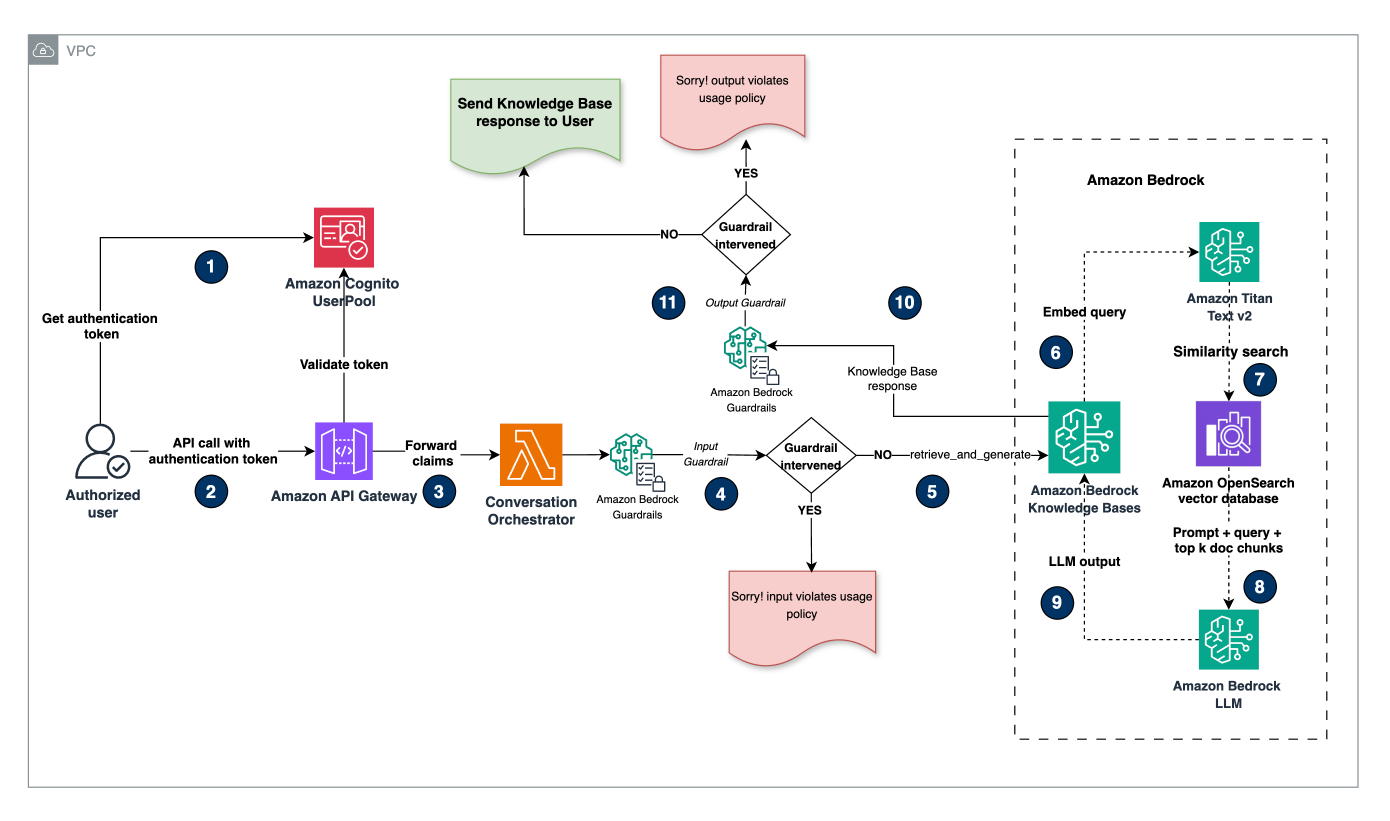 VPC
Sorry! output violates
usage policy
Send Knowledge Base
response to User
YES
Guardrail
intervened
NO
Amazon Bedrock
1
Amazon Cognito
UserPool
Get authentication
token
Validate token
11
Output Guardrail
10
Amazon Bedrock
Guardrails
Knowledge Base
response
Embed query
6
Amazon Titan
Text v2
Similarity search
7
Authorized
user
API call with
authentication token
2
Amazon API Gateway
Forward
claims
3
Conversation
Orchestrator
Amazon Bedrock
Guardrails
Input
Guardrail
4
Guardrail
intervened
NO
retrieve_and_generate
5
YES
Sorry! input violates usage
policy
Amazon Bedrock
Knowledge Bases
Amazon OpenSearch
vector database
Prompt + query +
top k doc chunks
8
LLM output
9
Amazon Bedrock
LLM